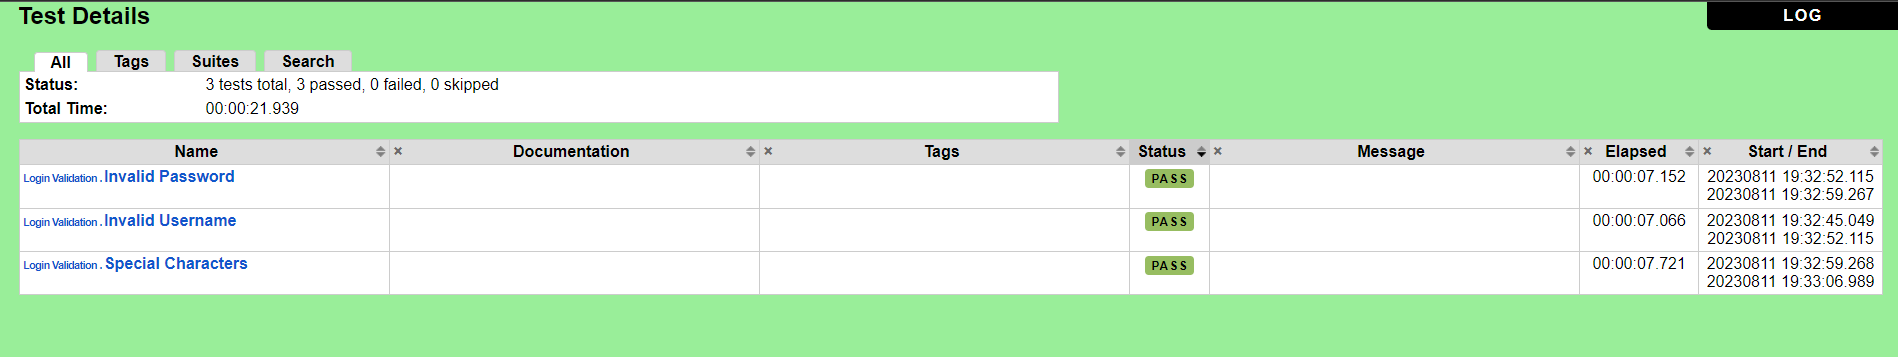 Test Details
LOG
All Tags Suites Search
Status: 3 tests total, 3 passed, 0 failed, 0 skipped
Total Time: 00:00:21.939
Name × Documentation × Tags Status × Message × Elapsed × Start / End
Login Validation . Invalid Password PASS 00:00:07.152 20230811 19:32:52.115
20230811 19:32:59.267
Login Validation . Invalid Username PASS 00:00:07.066 20230811 19:32:45.049
20230811 19:32:52.115
Login Validation . Special Characters PASS 00:00:07.721 20230811 19:32:59.268
20230811 19:33:06.989